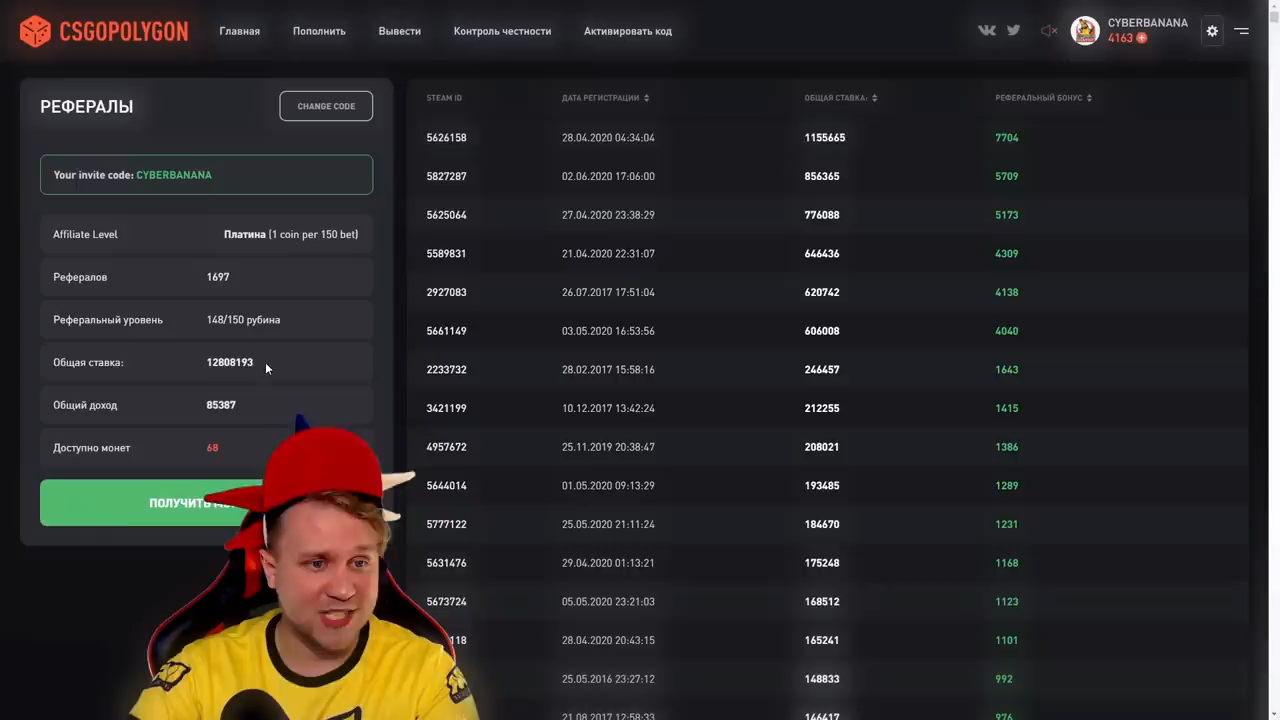 CSGOPOLYGON
Главная
Пополнить
Вывести
Контроль честности
Активировать код
CYBERBANANA
4163
РЕФЕРАЛЫ
CHANGE CODE
Your invite code: CYBERBANANA
Affiliate Level Платина (1 coin per 150 bet)
Рефералов 1697
Реферальный уровень 148/150 рубина
Общая ставка: 12808193
Общий доход 85387
Доступно монет 68
ПОЛУЧИТЬ
STEAM ID ДАТА РЕГИСТРАЦИИ ОБЩАЯ СТАВКА: РЕФЕРАЛЬНЫЙ БОНУС
5626158 28.04.2020 04:34:04 1155665 7704
5827287 02.06.2020 17:06:00 856365 5709
5625064 27.04.2020 23:38:29 776088 5173
5589831 21.04.2020 22:31:07 646436 4309
2927083 26.07.2017 17:51:04 620742 4138
5661149 03.05.2020 16:53:56 606008 4040
2233732 28.02.2017 15:58:16 246457 1643
3421199 10.12.2017 13:42:24 212255 1415
4957672 25.11.2019 20:38:47 208021 1386
5644014 01.05.2020 09:13:29 193485 1289
5777122 25.05.2020 21:11:24 184670 1231
5631476 29.04.2020 01:13:21 175248 1168
5673724 05.05.2020 23:21:03 168512 1123
118 28.04.2020 20:43:15 165241 1101
25.05.2016 23:27:12 148833 992
21.08.2017 12:58:33 146417 976